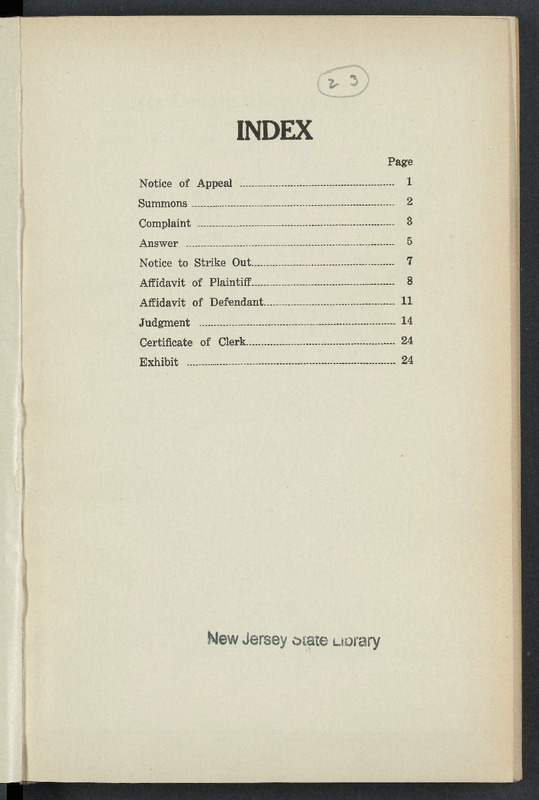 2 3
INDEX
Page
Notice of Appeal ........................................ 1
Summons ........................................ 2
Complaint ........................................ 3
Answer ........................................ 5
Notice to Strike Out........................................ 7
Affidavit of Plaintiff........................................ 8
Affidavit of Defendant........................................ 11
Judgment ........................................ 14
Certificate of Clerk........................................ 24
Exhibit ........................................ 24
New Jersey State Library